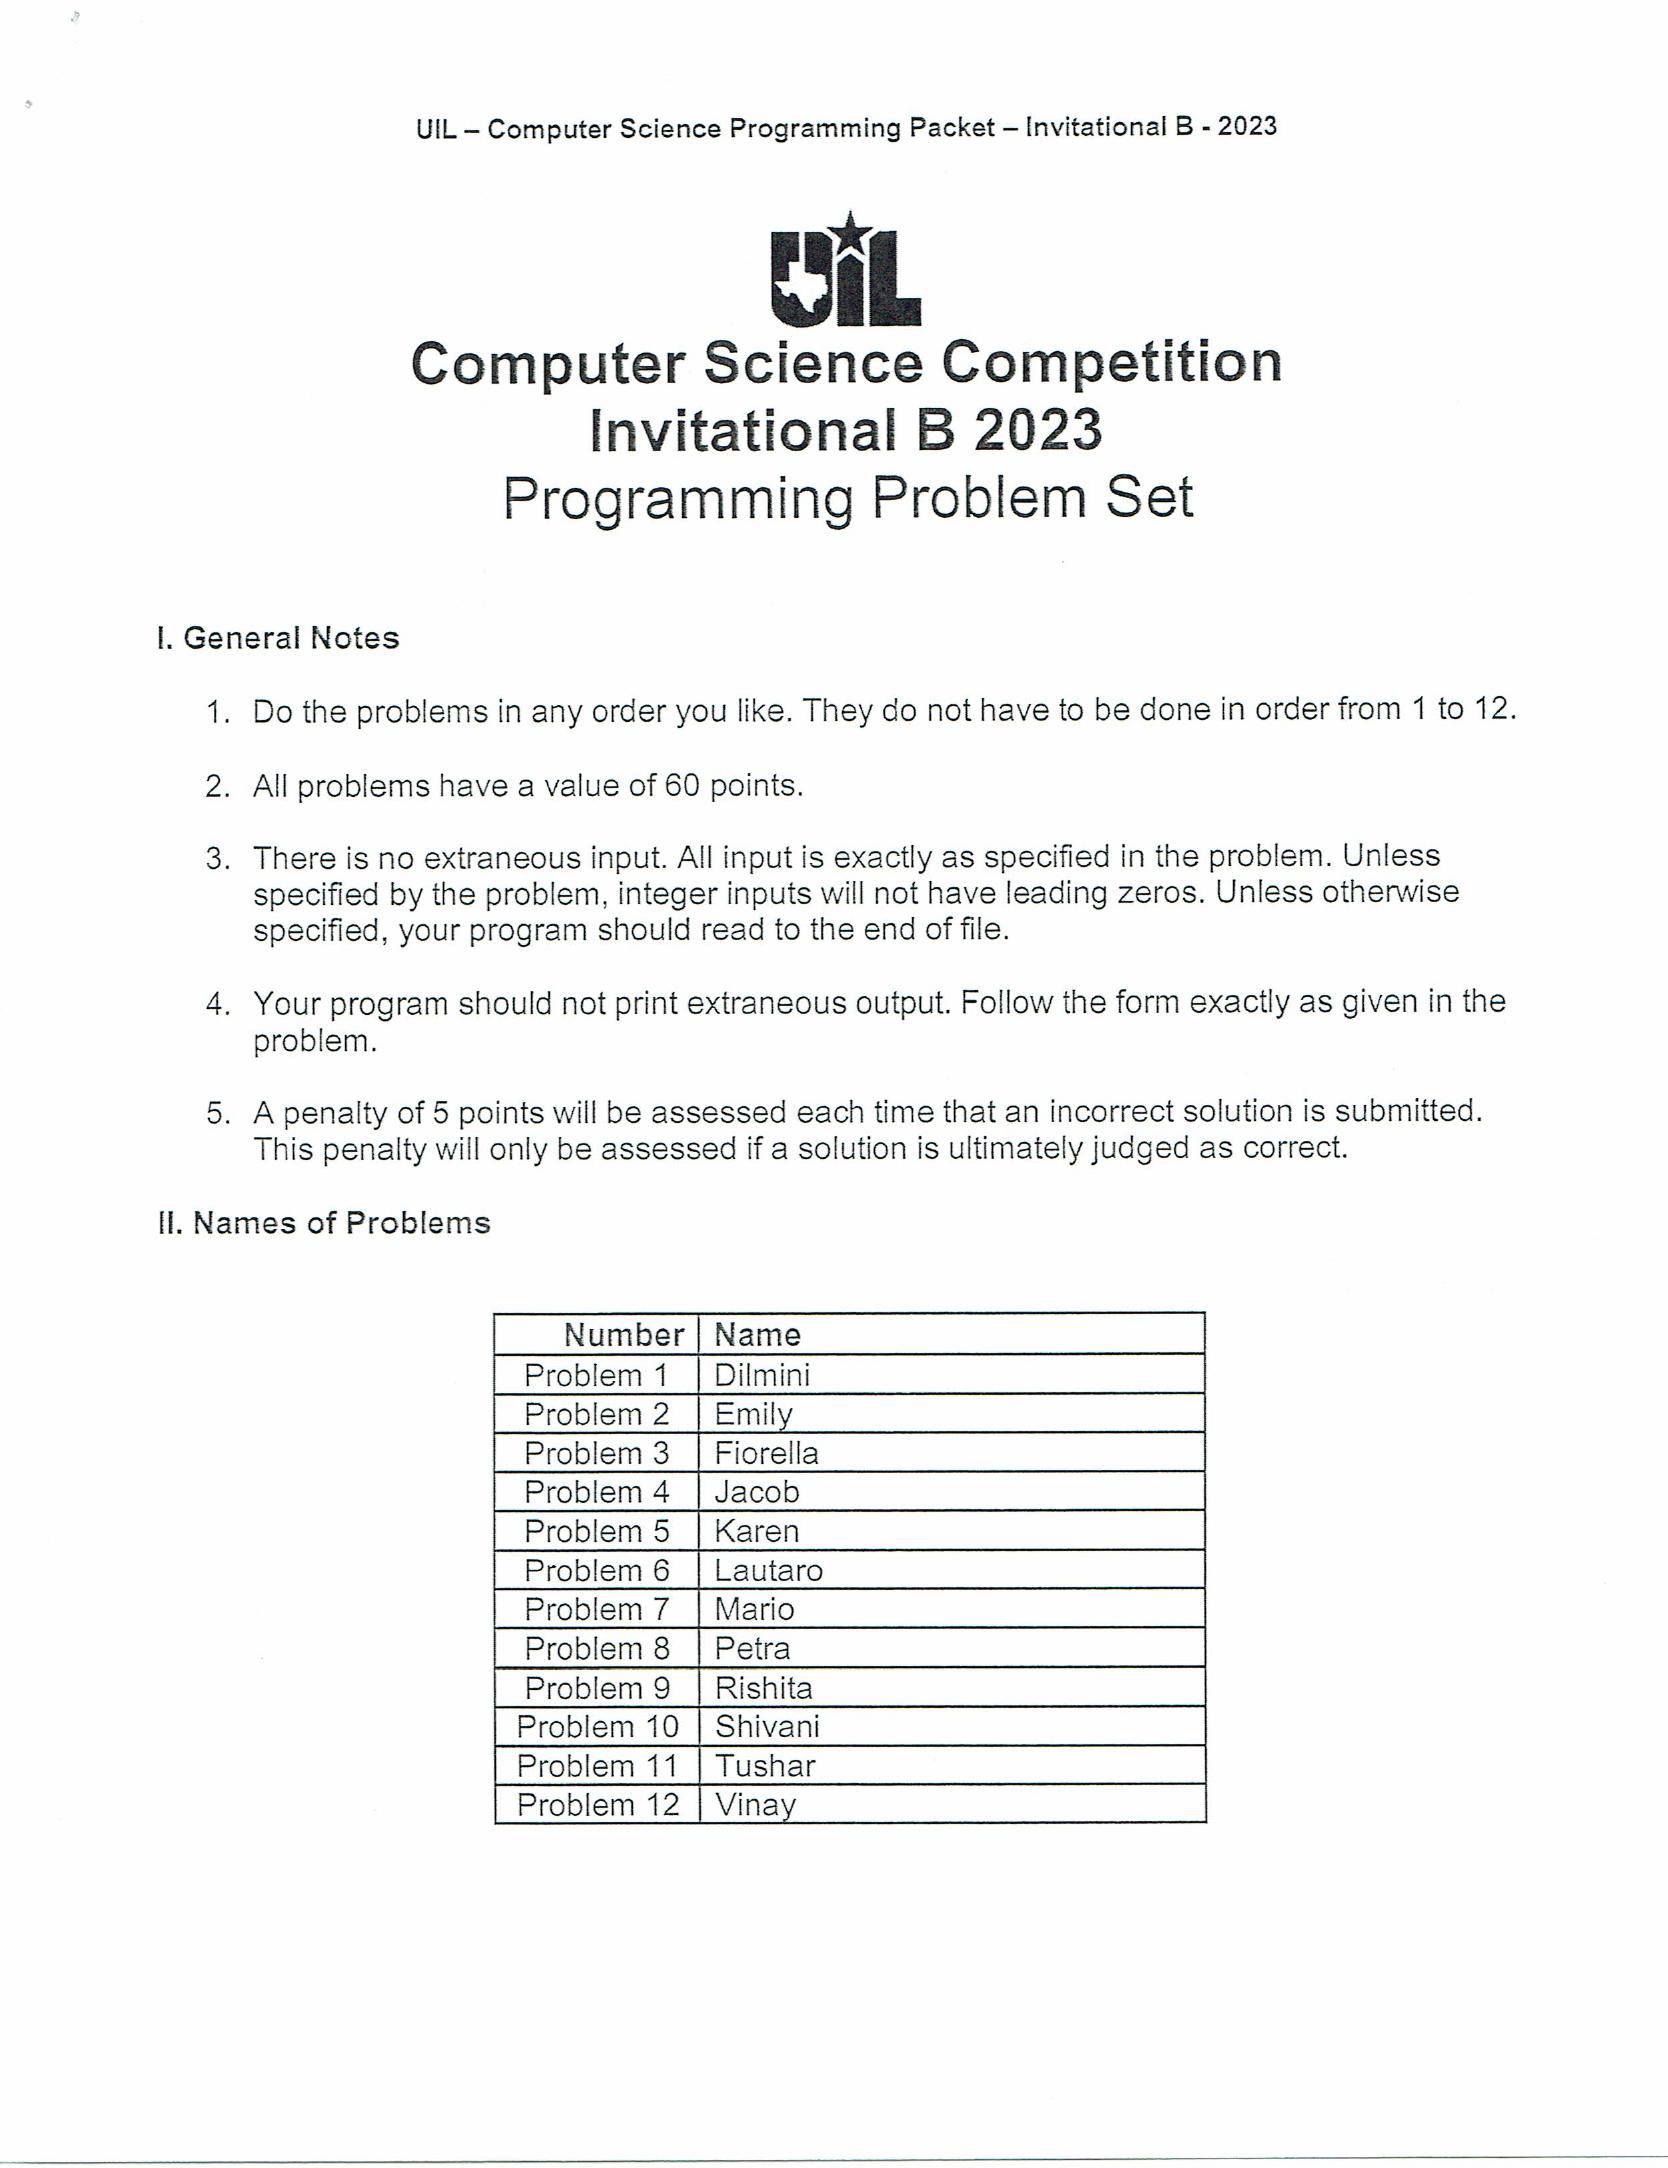 UIL – Computer Science Programming Packet – Invitational B - 2023
UIL
Computer Science Competition
Invitational B 2023
Programming Problem Set
I. General Notes
1. Do the problems in any order you like. They do not have to be done in order from 1 to 12.
2. All problems have a value of 60 points.
3. There is no extraneous input. All input is exactly as specified in the problem. Unless
specified by the problem, integer inputs will not have leading zeros. Unless otherwise
specified, your program should read to the end of file.
4. Your program should not print extraneous output. Follow the form exactly as given in the
problem.
5. A penalty of 5 points will be assessed each time that an incorrect solution is submitted.
This penalty will only be assessed if a solution is ultimately judged as correct.
II. Names of Problems
Number Name
Problem 1 Dilmini
Problem 2 Emily
Problem 3 Fiorella
Problem 4 Jacob
Problem 5 Karen
Problem 6 Lautaro
Problem 7 Mario
Problem 8 Petra
Problem 9 Rishita
Problem 10 Shivani
Problem 11 Tushar
Problem 12 Vinay